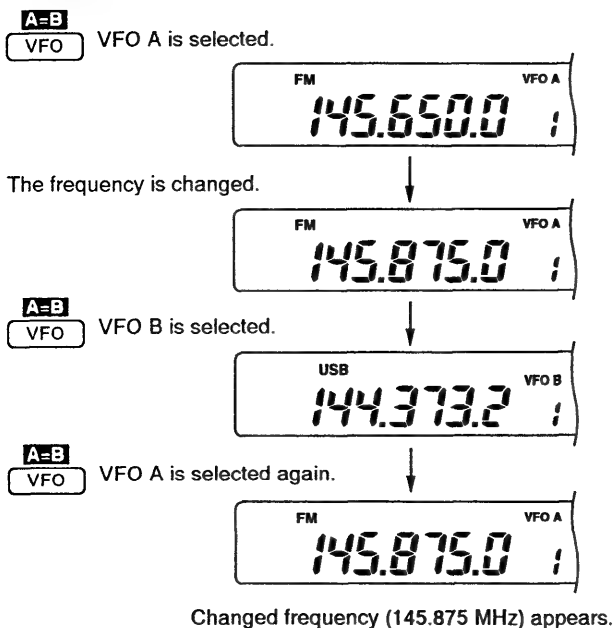 A=B
VFO VFO A is selected.
FM VFO A
145.650.0 1
The frequency is changed.
FM VFO A
145.875.0 1
A=B
VFO VFO B is selected.
USB VFO B
144.373.2 1
A=B
VFO VFO A is selected again.
FM VFO A
145.875.0 1
Changed frequency (145.875 MHz) appears.